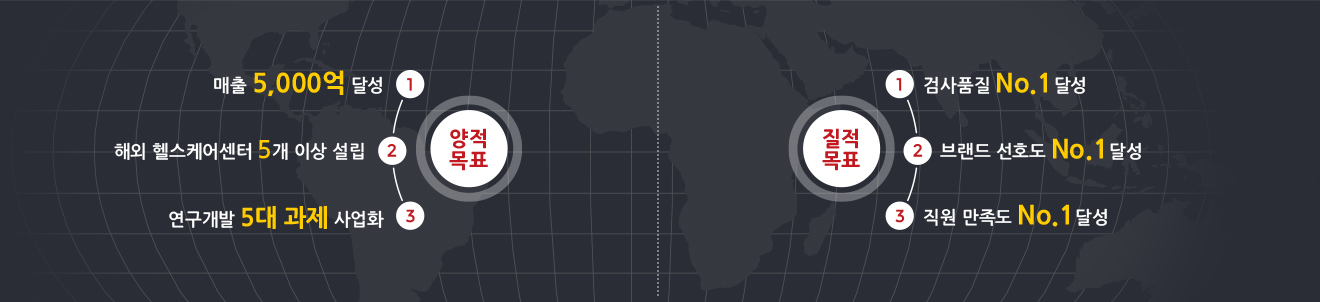 양적
목표
1
매출 5,000억 달성
2
해외 헬스케어센터 5개 이상 설립
3
연구개발 5대 과제 사업화
질적
목표
1
검사품질 No.1 달성
2
브랜드 선호도 No.1 달성
3
직원 만족도 No.1 달성